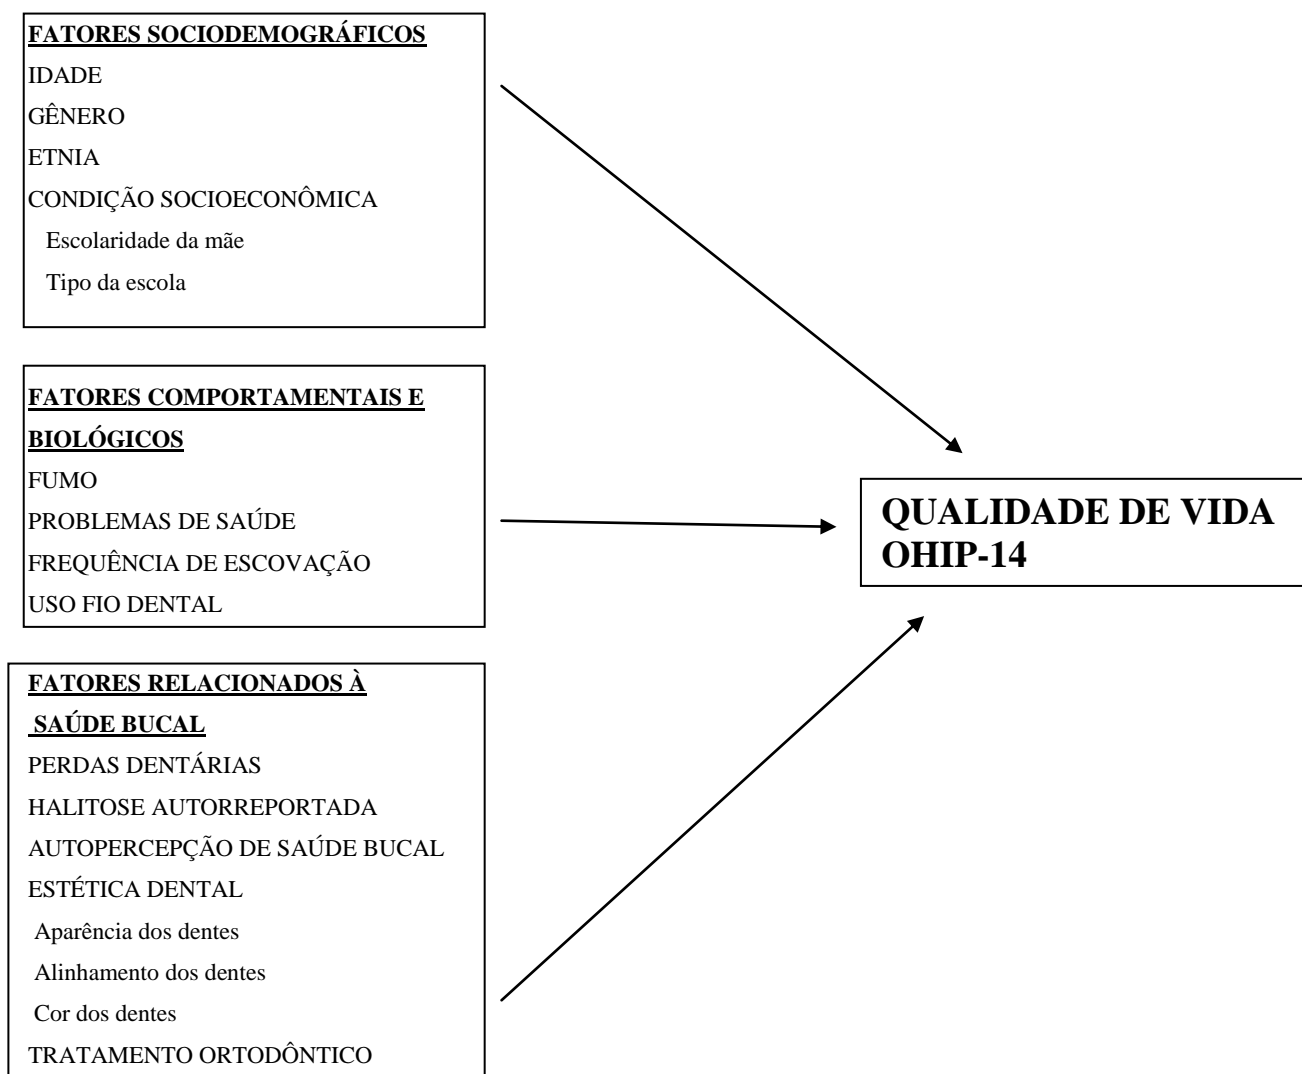 FATORES SOCIODEMOGRÁFICOS
IDADE
GÊNERO
ETNIA
CONDIÇÃO SOCIOECONÔMICA
Escolaridade da mãe
Tipo da escola
FATORES COMPORTAMENTAIS E
BIOLÓGICOS
FUMO
PROBLEMAS DE SAÚDE
FREQUÊNCIA DE ESCOVAÇÃO
USO FIO DENTAL
FATORES RELACIONADOS À
SAÚDE BUCAL
PERDAS DENTÁRIAS
HALITOSE AUTORREPORTADA
AUTOPERCEPÇÃO DE SAÚDE BUCAL
ESTÉTICA DENTAL
Aparência dos dentes
Alinhamento dos dentes
Cor dos dentes
TRATAMENTO ORTODÔNTICO
QUALIDADE DE VIDA
OHIP-14